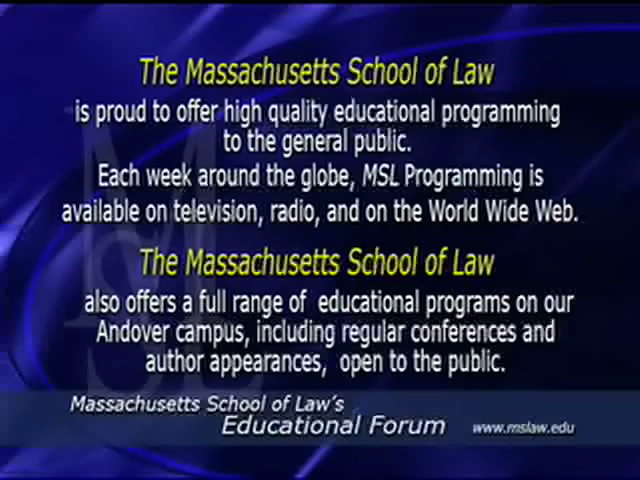 The Massachusetts School of Law
is proud to offer high quality educational programming
to the general public.
Each week around the globe, MSL Programming is
available on television, radio, and on the World Wide Web.
The Massachusetts School of Law
also offers a full range of educational programs on our
Andover campus, including regular conferences and
author appearances, open to the public.
Massachusetts School of Law's
Educational Forum www.mslaw.edu
MSL